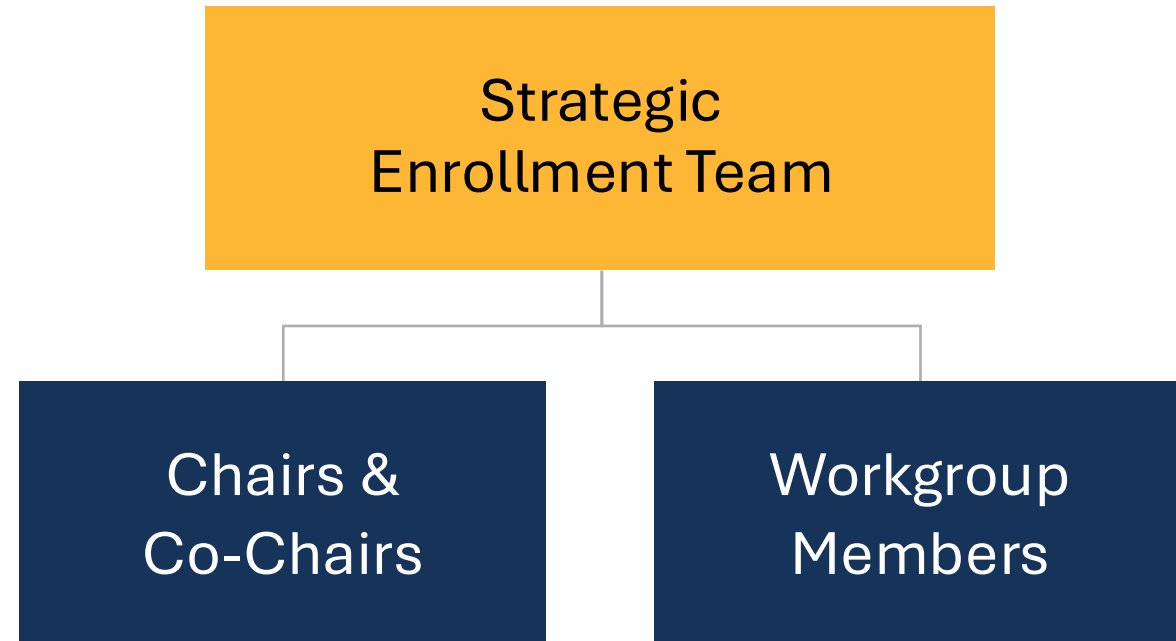 Strategic
Enrollment Team
Chairs &
Co-Chairs
Workgroup
Members